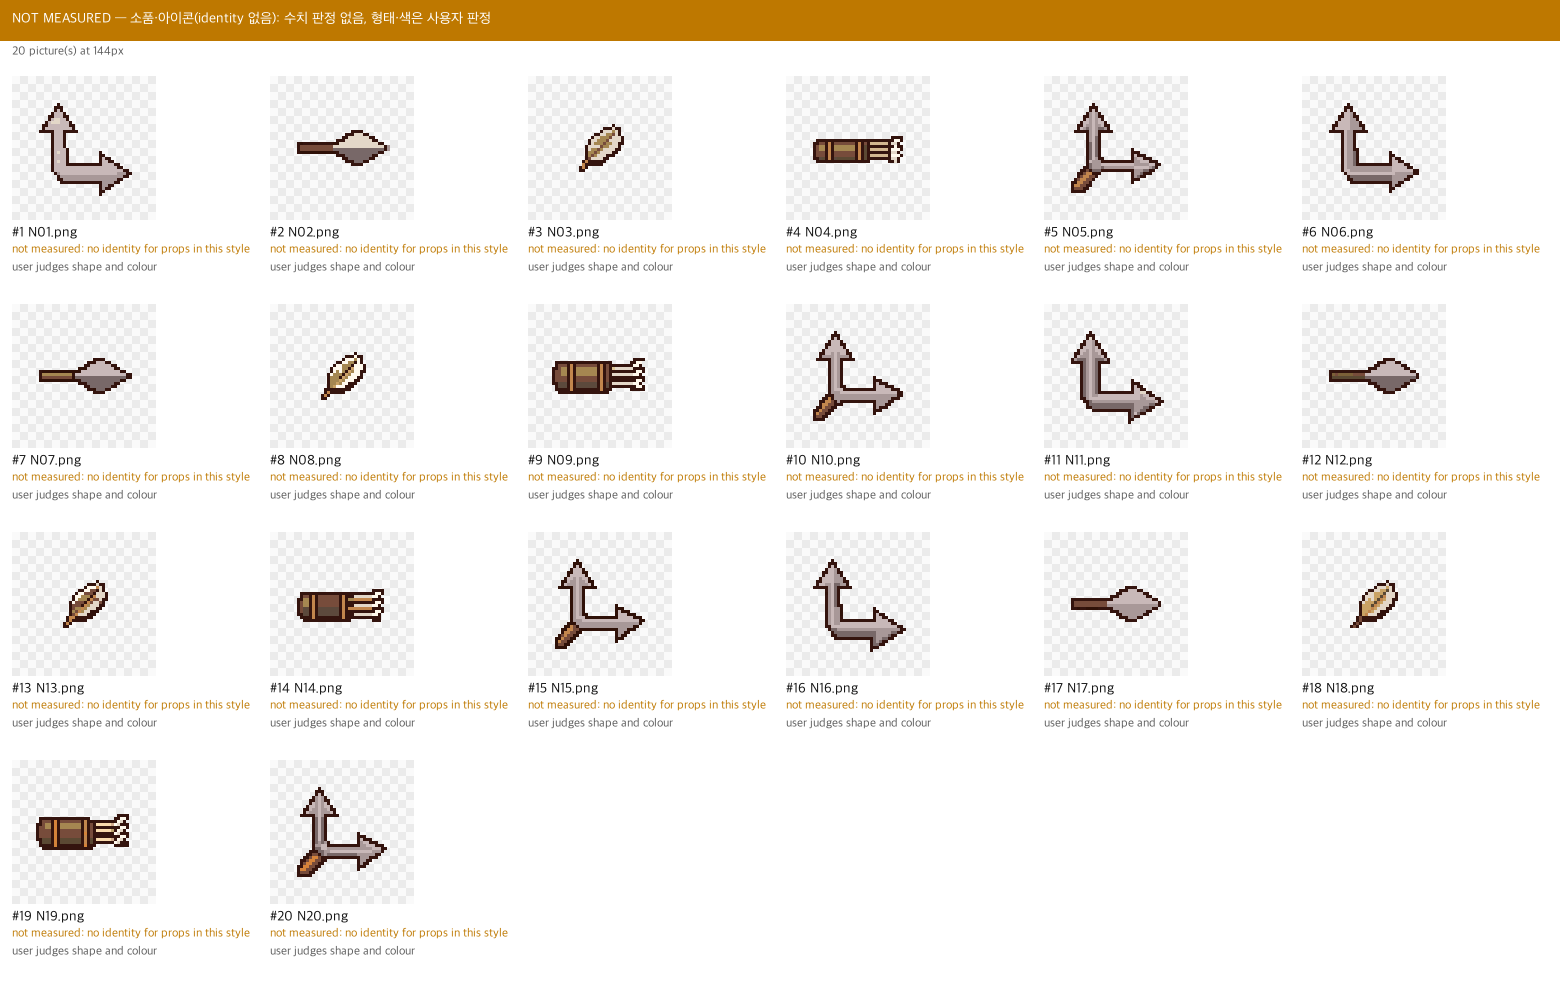 NOT MEASURED — 소품·아이콘(identity 없음): 수치 판정 없음, 형태·색은 사용자 판정
20 picture(s) at 144px
#1 N01.png
not measured: no identity for props in this style
user judges shape and colour
#2 N02.png
not measured: no identity for props in this style
user judges shape and colour
#3 N03.png
not measured: no identity for props in this style
user judges shape and colour
#4 N04.png
not measured: no identity for props in this style
user judges shape and colour
#5 N05.png
not measured: no identity for props in this style
user judges shape and colour
#6 N06.png
not measured: no identity for props in this style
user judges shape and colour
#7 N07.png
not measured: no identity for props in this style
user judges shape and colour
#8 N08.png
not measured: no identity for props in this style
user judges shape and colour
#9 N09.png
not measured: no identity for props in this style
user judges shape and colour
#10 N10.png
not measured: no identity for props in this style
user judges shape and colour
#11 N11.png
not measured: no identity for props in this style
user judges shape and colour
#12 N12.png
not measured: no identity for props in this style
user judges shape and colour
#13 N13.png
not measured: no identity for props in this style
user judges shape and colour
#14 N14.png
not measured: no identity for props in this style
user judges shape and colour
#15 N15.png
not measured: no identity for props in this style
user judges shape and colour
#16 N16.png
not measured: no identity for props in this style
user judges shape and colour
#17 N17.png
not measured: no identity for props in this style
user judges shape and colour
#18 N18.png
not measured: no identity for props in this style
user judges shape and colour
#19 N19.png
not measured: no identity for props in this style
user judges shape and colour
#20 N20.png
not measured: no identity for props in this style
user judges shape and colour